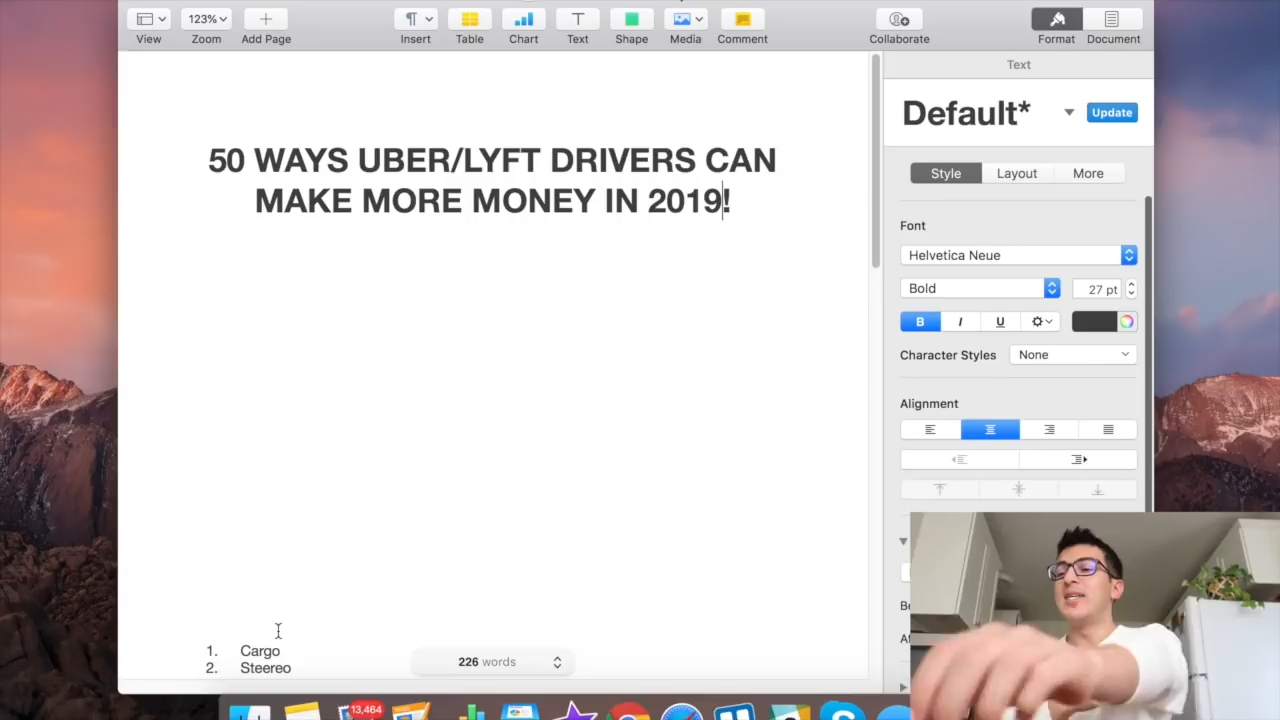 View
123%
Zoom
Add Page
Insert
Table
Chart
Text
Shape
Media
Comment
Collaborate
Format
Document
Text
Default*
Update
Style
Layout
More
Font
Helvetica Neue
Bold
27 pt
B
I
U
Character Styles
None
Alignment
50 WAYS UBER/LYFT DRIVERS CAN
MAKE MORE MONEY IN 2019!
1. Cargo
2. Steereo
226 words
13,464